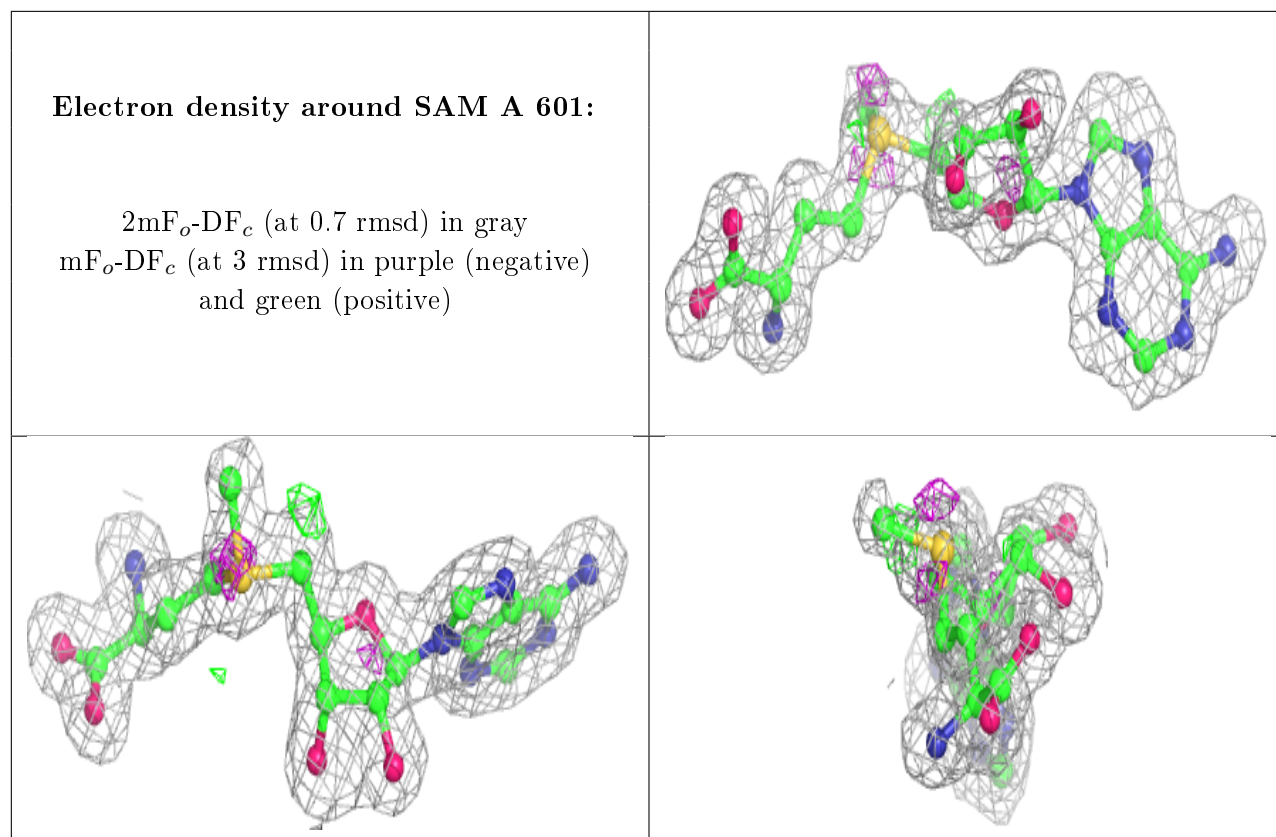 Electron density around SAM A 601:
2mFₒ-DF𝒸 (at 0.7 rmsd) in gray
mFₒ-DF𝒸 (at 3 rmsd) in purple (negative)
and green (positive)